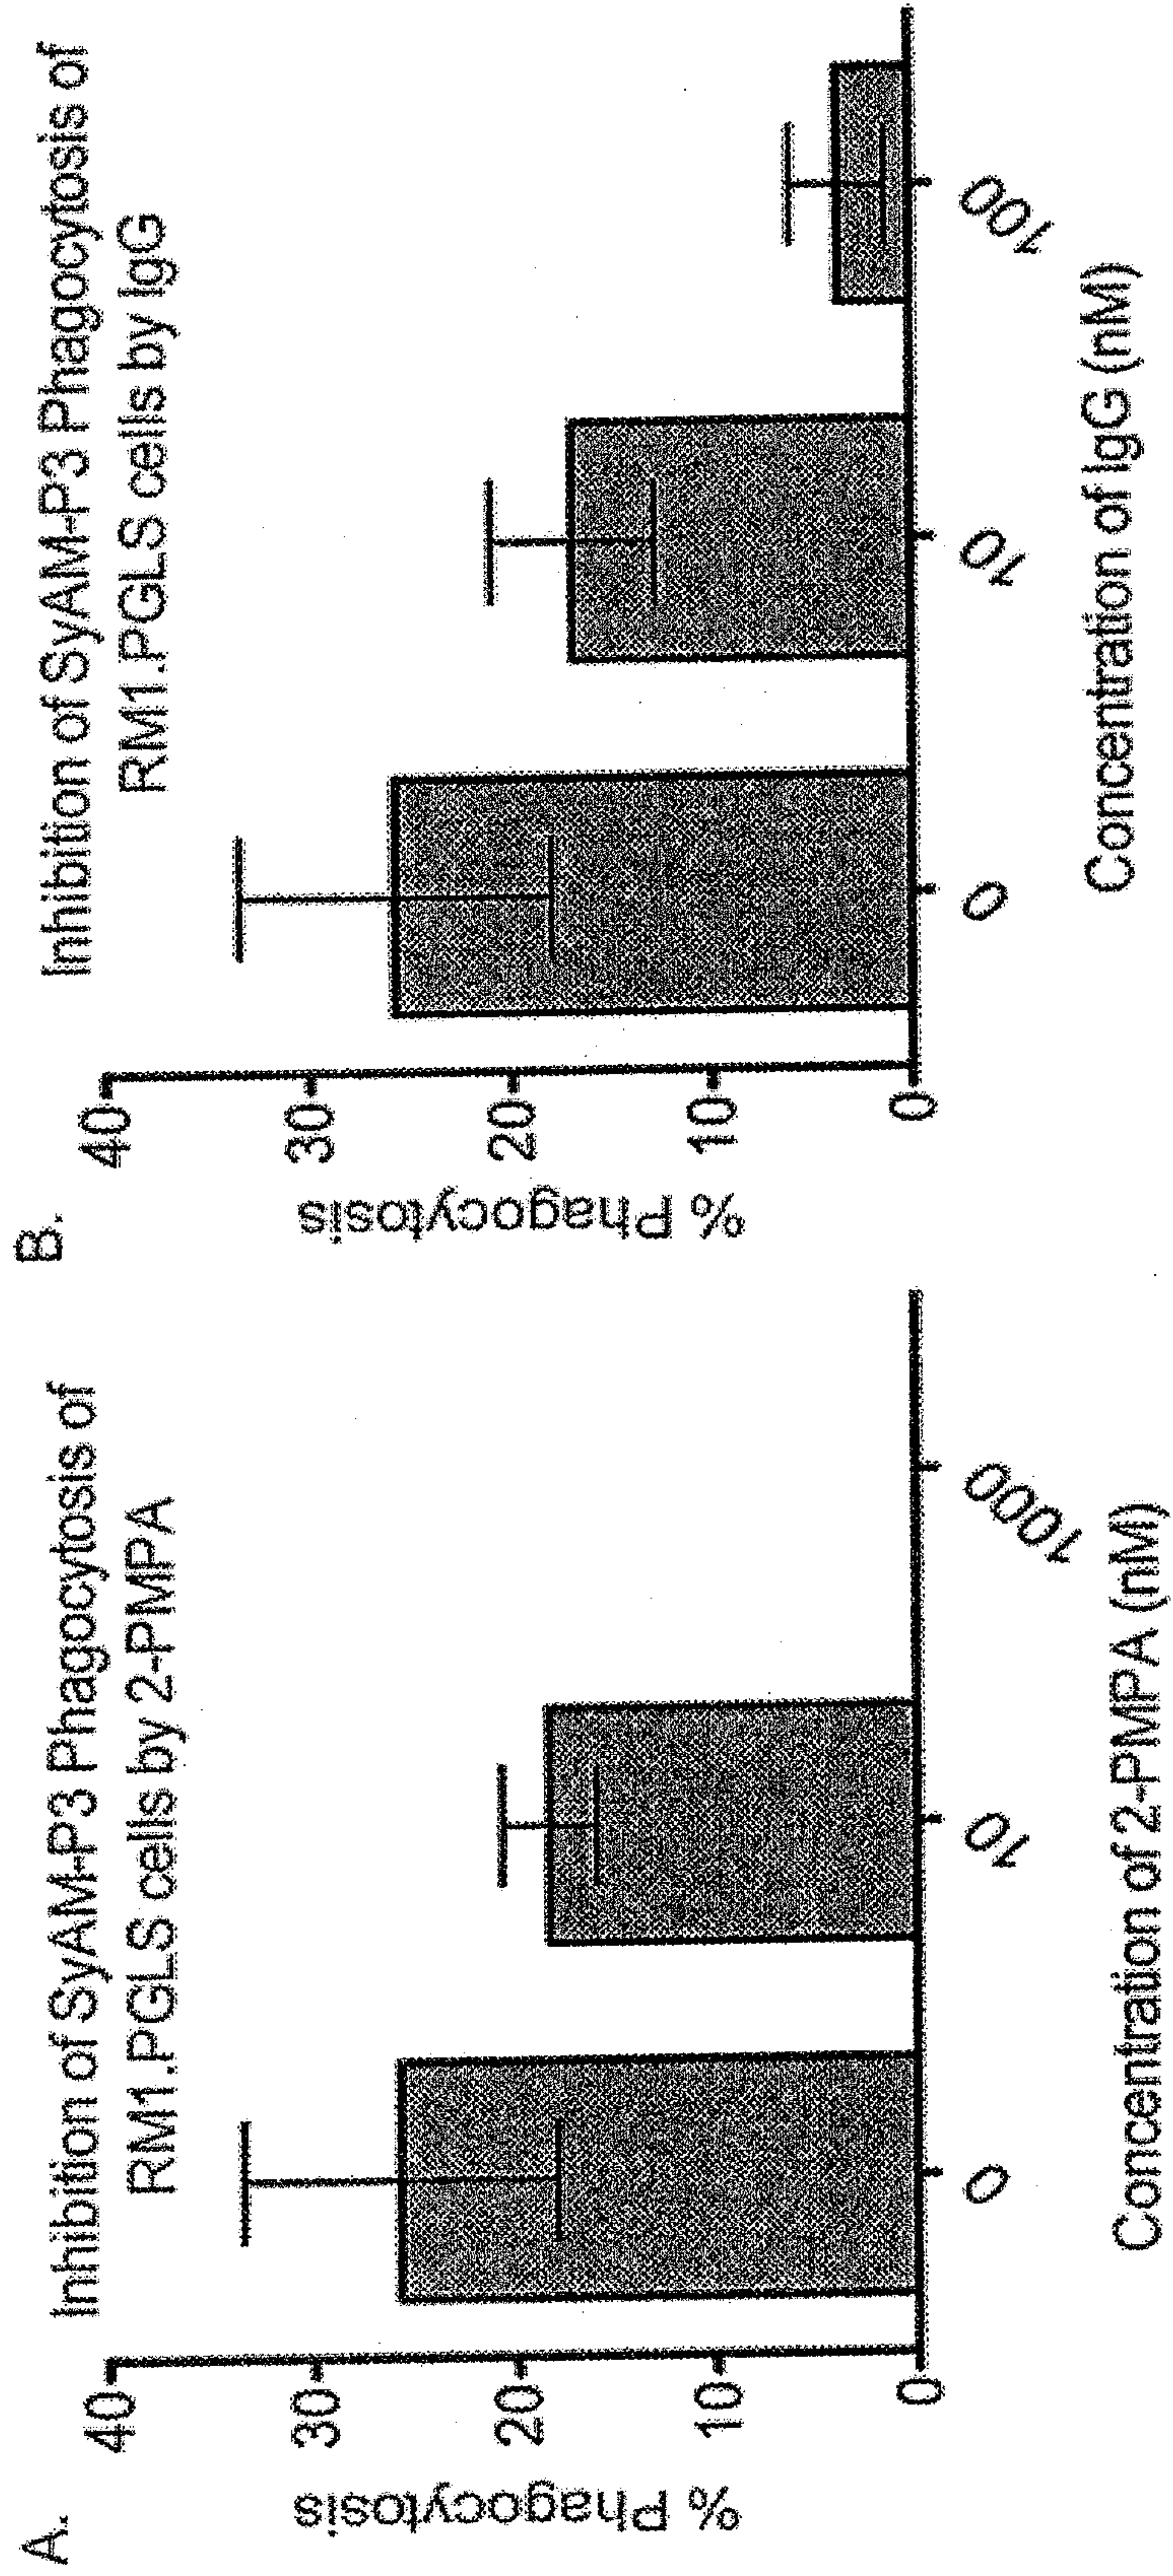 A.
Inhibition of SyAM-P3 Phagocytosis of
RM1.PGLS cells by 2-PMPA
% Phagocytosis
40
30
20
10
0
0
10
1000
Concentration of 2-PMPA (nM)
B.
Inhibition of SyAM-P3 Phagocytosis of
RM1.PGLS cells by IgG
% Phagocytosis
40
30
20
10
0
0
10
100
Concentration of IgG (nM)